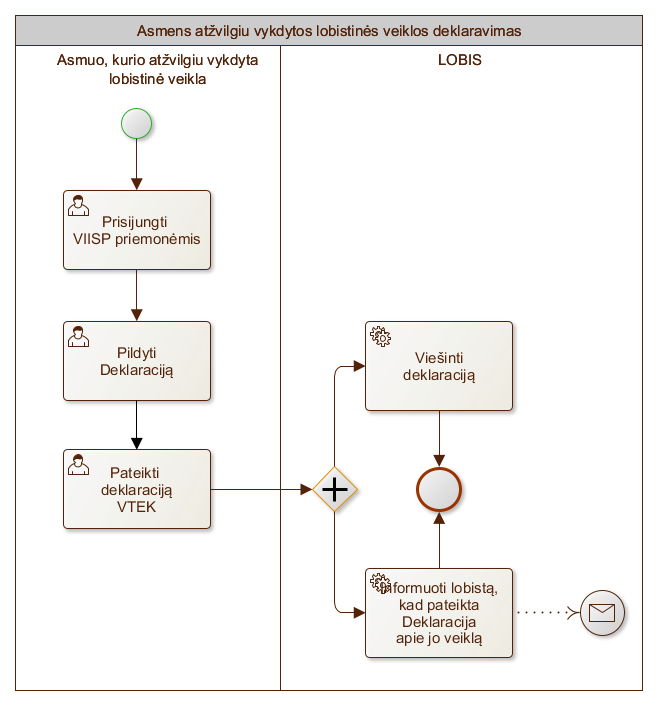 Asmens atžvilgiu vykdytos lobistinės veiklos deklaravimas
Asmuo, kurio atžvilgiu vykdyta
lobistinė veikla
LOBIS
Prisijungti
VIISP priemonėmis
Pildyti
Deklaraciją
Pateikti
deklaraciją
VTEK
Viešinti
deklaraciją
Informuoti lobistą,
kad pateikta
Deklaracija
apie jo veiklą